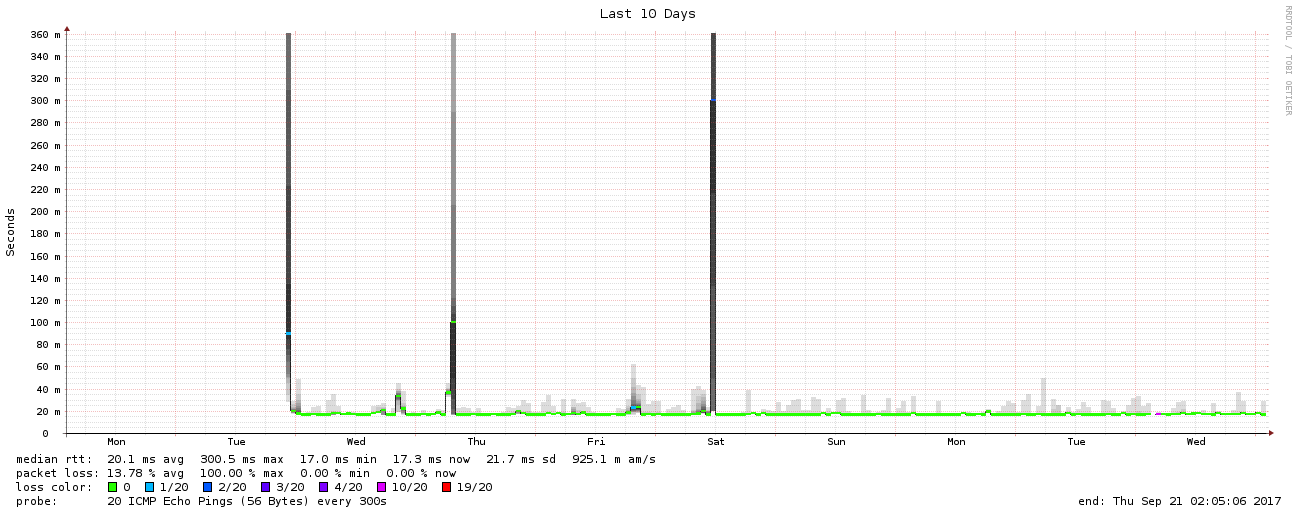 Last 10 Days
RRDTOOL / TOBI OETIKER
Seconds
360 m
340 m
320 m
300 m
280 m
260 m
240 m
220 m
200 m
180 m
160 m
140 m
120 m
100 m
80 m
60 m
40 m
20 m
0
Mon Tue Wed Thu Fri Sat Sun Mon Tue Wed
median rtt: 20.1 ms avg 300.5 ms max 17.0 ms min 17.3 ms now 21.7 ms sd 925.1 m am/s
packet loss: 13.78 % avg 100.00 % max 0.00 % min 0.00 % now
loss color: 0 1/20 2/20 3/20 4/20 10/20 19/20
probe: 20 ICMP Echo Pings (56 Bytes) every 300s end: Thu Sep 21 02:05:06 2017